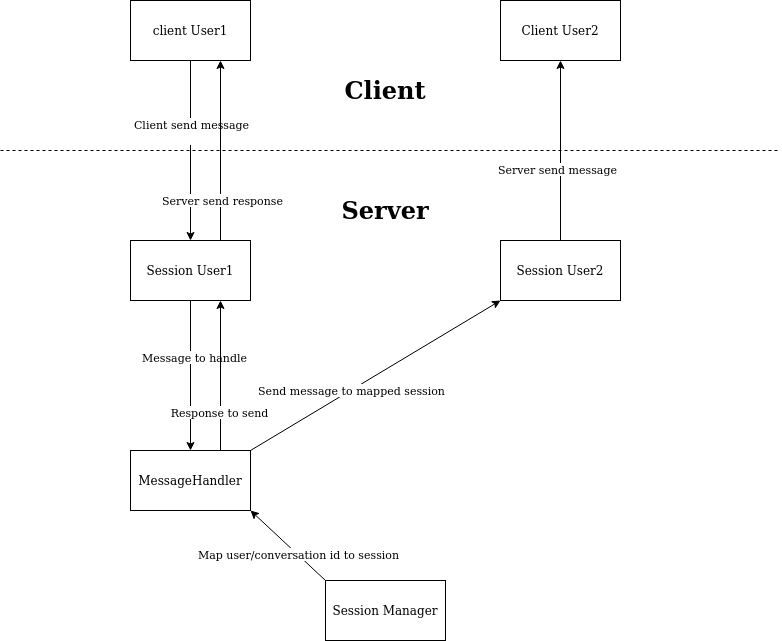 client User1
Client User2
Client
Client send message
Server send message
Server send response
Server
Session User1
Session User2
Message to handle
Send message to mapped session
Response to send
MessageHandler
Map user/conversation id to session
Session Manager